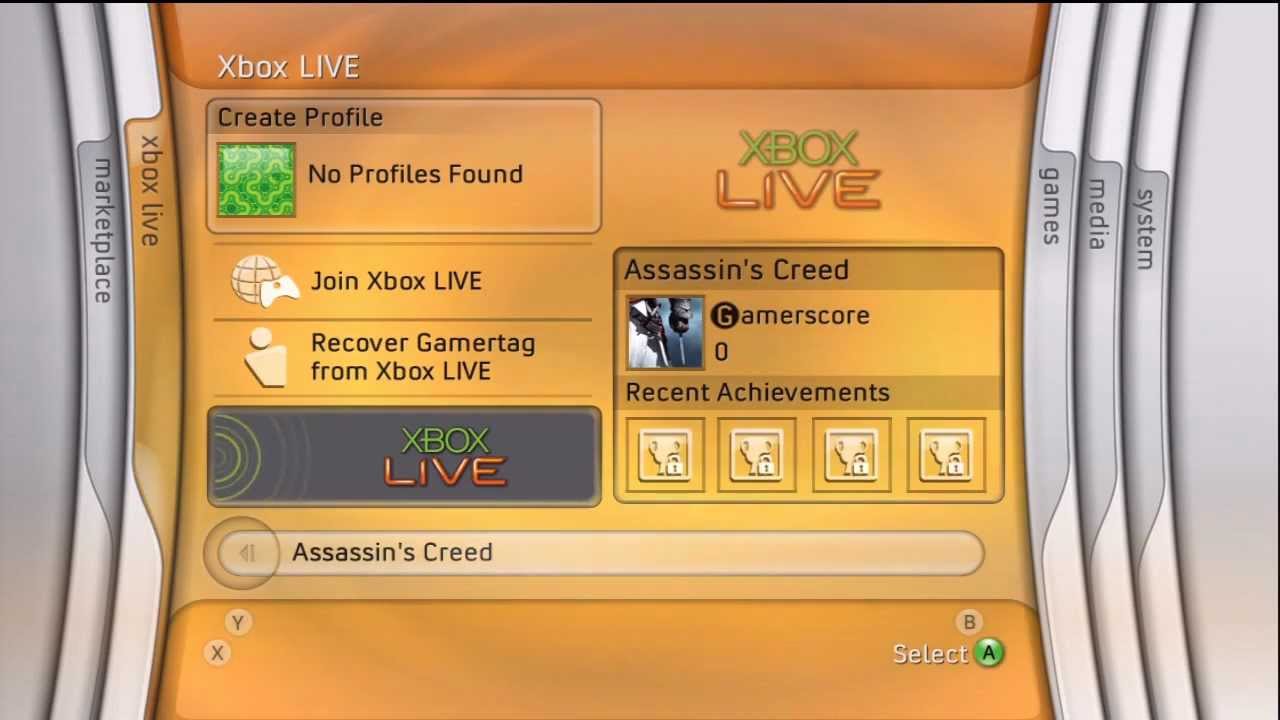 Xbox LIVE
marketplace
xbox live
Create Profile
No Profiles Found
Join Xbox LIVE
Recover Gamertag
from Xbox LIVE
XBOX
LIVE
XBOX
LIVE
Assassin's Creed
Gamerscore
0
Recent Achievements
Assassin's Creed
games
media
system
Y
X
B
Select A